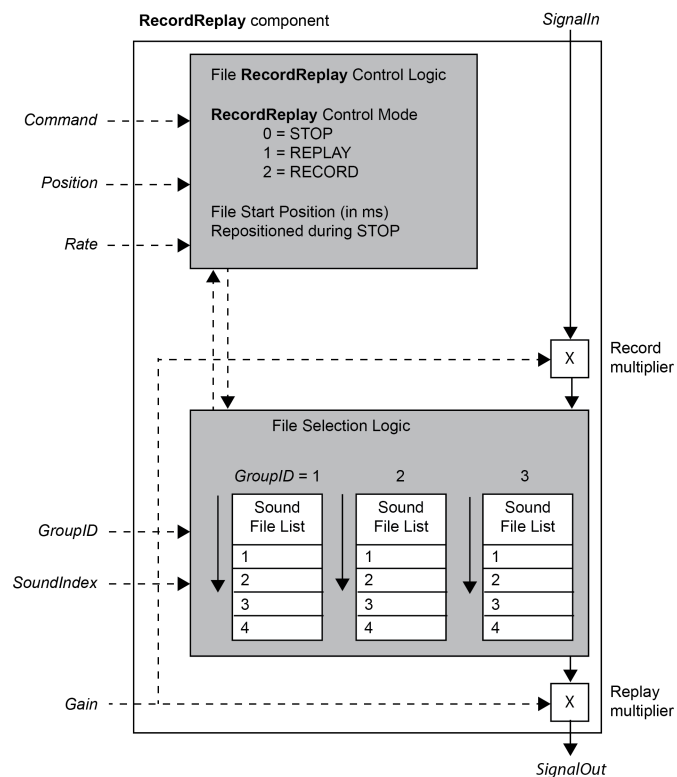 RecordReplay component
SignalIn
File RecordReplay Control Logic
RecordReplay Control Mode
0 = STOP
1 = REPLAY
2 = RECORD
File Start Position (in ms)
Repositioned during STOP
Command
Position
Rate
X
Record
multiplier
File Selection Logic
GroupID = 1 2 3
Sound
File List
1
2
3
4
Sound
File List
1
2
3
4
Sound
File List
1
2
3
4
GroupID
SoundIndex
Gain
X
Replay
multiplier
SignalOut